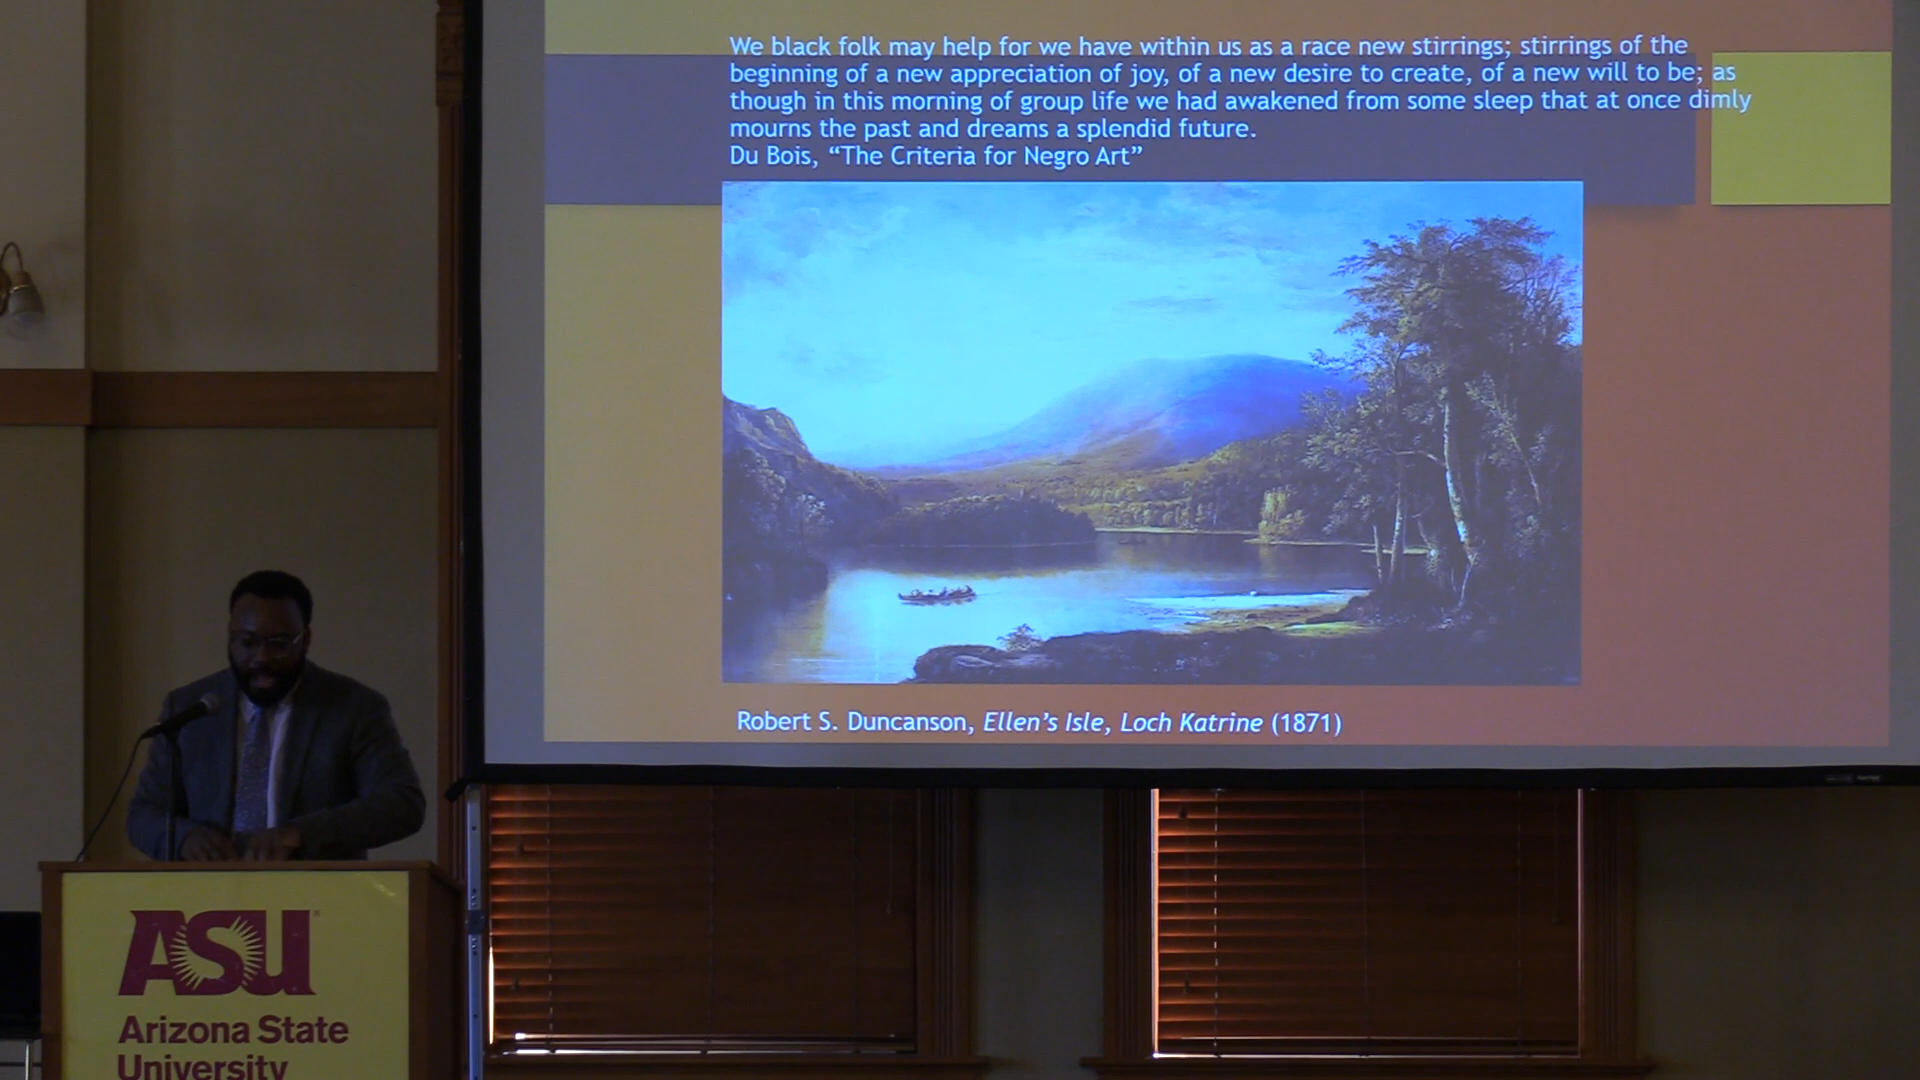 We black folk may help for we have within us as a race new stirrings; stirrings of the
beginning of a new appreciation of joy, of a new desire to create, of a new will to be; as
though in this morning of group life we had awakened from some sleep that at once dimly
mourns the past and dreams a splendid future.
Du Bois, “The Criteria for Negro Art”
Robert S. Duncanson, Ellen’s Isle, Loch Katrine (1871)
ASU
Arizona State
University